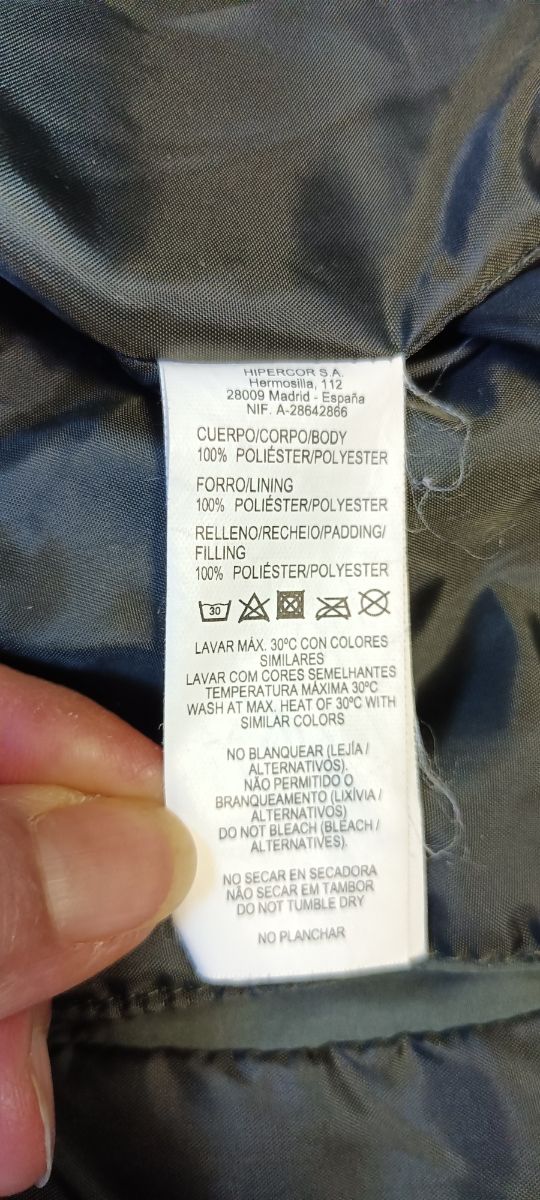 HIPERCOR S.A.
Hermosilla, 112
28009 Madrid - España
NIF. A-28642866
CUERPO/CORPO/BODY
100% POLIÉSTER/POLYESTER
FORRO/LINING
100% POLIÉSTER/POLYESTER
RELLENO/RECHEIO/PADDING/
FILLING
100% POLIÉSTER/POLYESTER
30
LAVAR MÁX. 30ºC CON COLORES
SIMILARES
LAVAR COM CORES SEMELHANTES
TEMPERATURA MÁXIMA 30ºC
WASH AT MAX. HEAT OF 30ºC WITH
SIMILAR COLORS
NO BLANQUEAR (LEJÍA /
ALTERNATIVOS).
NÃO PERMITIDO O
BRANQUEAMENTO (LIXÍVIA /
ALTERNATIVOS)
DO NOT BLEACH (BLEACH /
ALTERNATIVES).
NO SECAR EN SECADORA
NÃO SECAR EM TAMBOR
DO NOT TUMBLE DRY
NO PLANCHAR